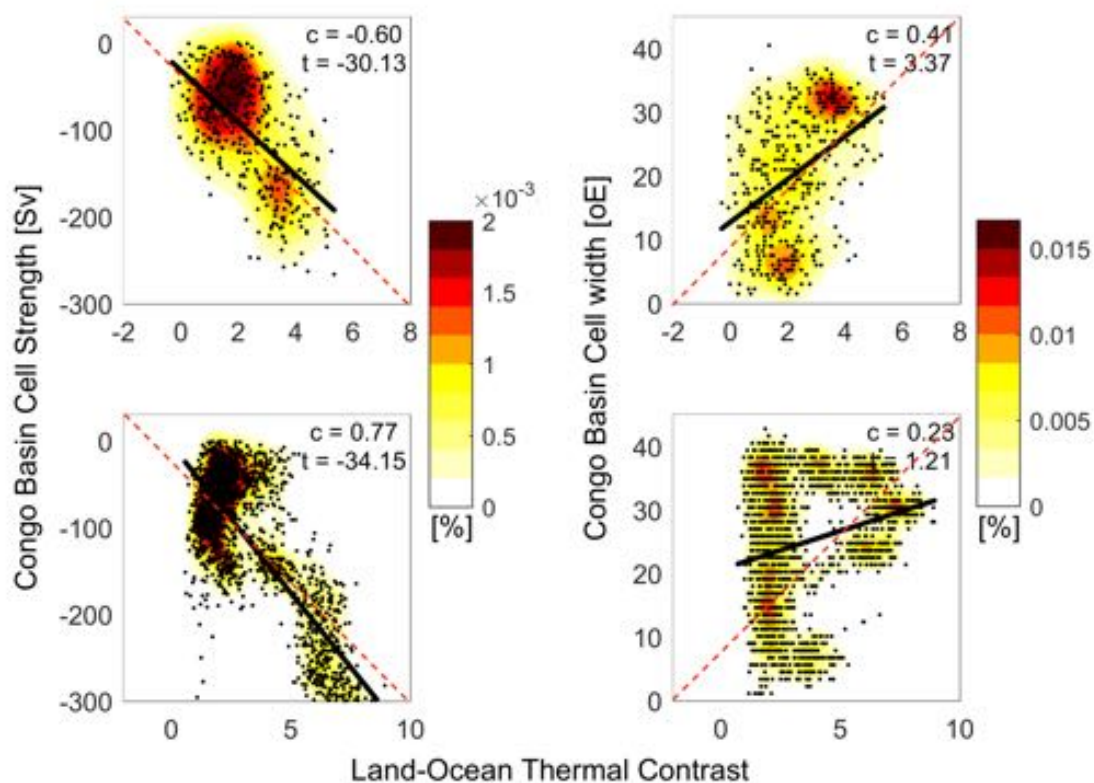 c = -0.60
t = -30.13
0
-100
-200
-300
-2 0 2 4 6 8
c = 0.41
t = 3.37
40
30
20
10
0
-2 0 2 4 6 8
×10-3
2
1.5
1
0.5
0
[%]
0.015
0.01
0.005
0
[%]
Congo Basin Cell Strength [Sv]
Congo Basin Cell width [oE]
c = 0.77
t = -34.15
0
-100
-200
-300
0 5 10
c = 0.23
1.21
40
30
20
10
0
0 5 10
Land-Ocean Thermal Contrast